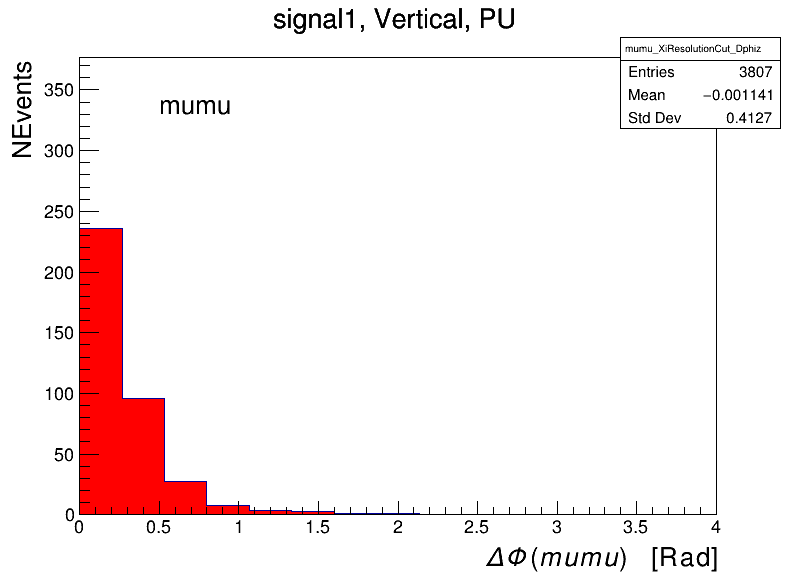 signal1, Vertical, PU
mumu_XiResolutionCut_Dphiz
Entries 3807
Mean −0.001141
Std Dev 0.4127
NEvents
mumu
350
300
250
200
150
100
50
0
0 0.5 1 1.5 2 2.5 3 3.5 4
ΔΦ(mumu) [Rad]